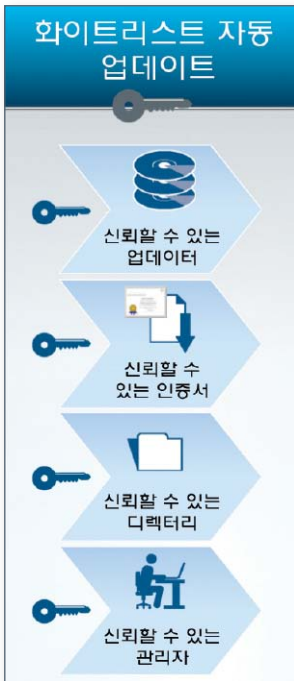 화이트리스트 자동
업데이트
신뢰할 수 있는
업데이터
신뢰할 수
있는 인증서
신뢰할 수 있는
디렉터리
신뢰할 수 있는
관리자